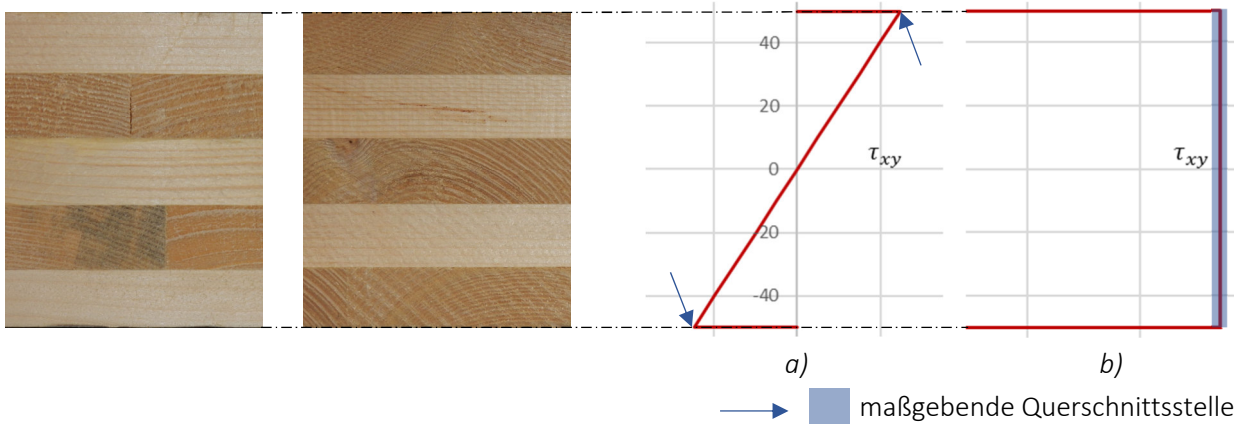 40
20
0
-20
-40
τxy
τxy
a)
b)
maßgebende Querschnittsstelle